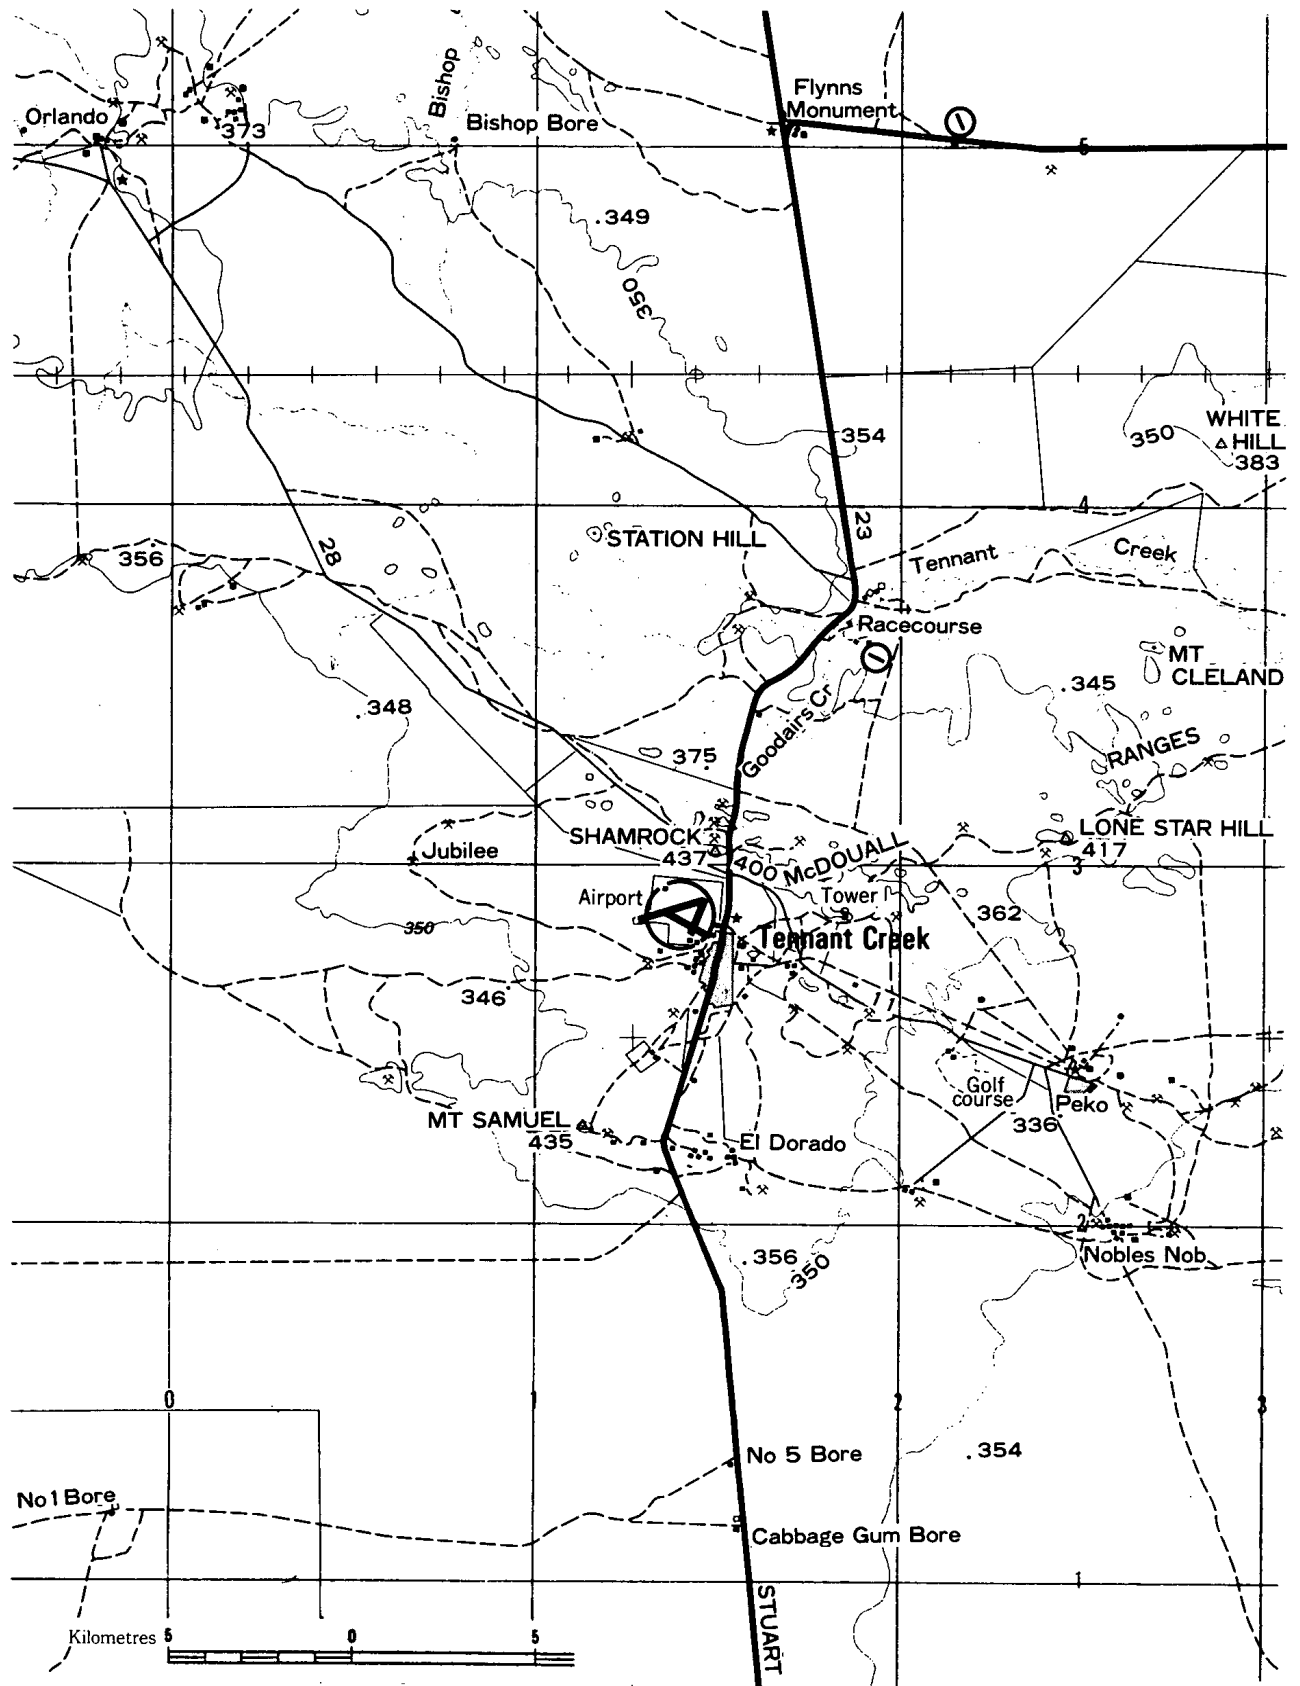 Flynns
Monument
Orlando
Bishop
Bishop Bore
1
373
5
.349
350
WHITE
HILL
383
354
350
4
23
28
STATION HILL
356
Tennant
Creek
Racecourse
1
MT
CLELAND
.345
.348
Goodairs Cr
RANGES
375
SHAMROCK
437
400
McDOUALL
LONE STAR HILL
417
3
Jubilee
Airport
Tower
362
350
Tennant Creek
346
Golf
course
Peko
336
MT SAMUEL
435
El Dorado
2
Nobles Nob
.356
350
0
1
2
3
No 5 Bore
.354
No 1 Bore
Cabbage Gum Bore
1
STUART
Kilometres 5 0 5